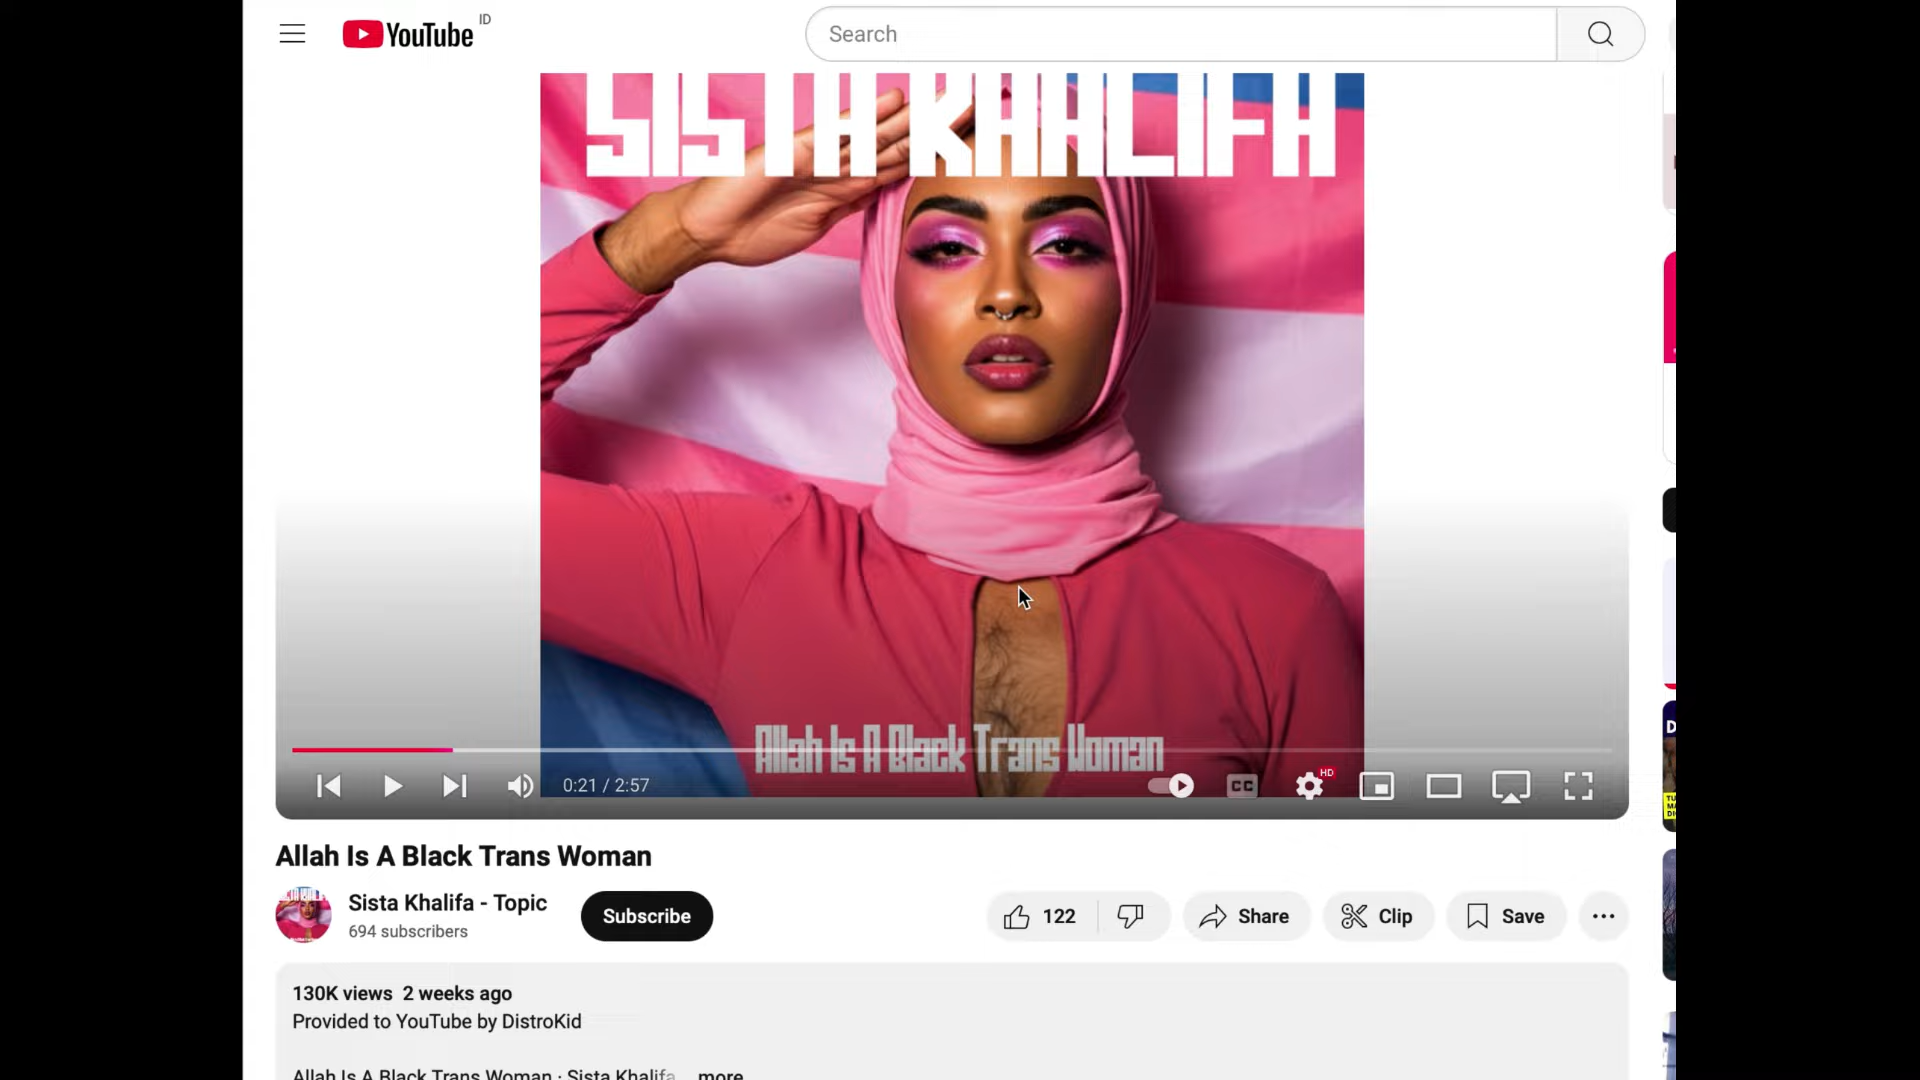 YouTube ID
Search
SISTA KHALIFA
Allah Is A Black Trans Woman
0:21 / 2:57
CC
HD
Allah Is A Black Trans Woman
Sista Khalifa - Topic
694 subscribers
Subscribe
122
Share
Clip
Save
130K views 2 weeks ago
Provided to YouTube by DistroKid
Allah Is A Black Trans Woman · Sista Khalifa
...more